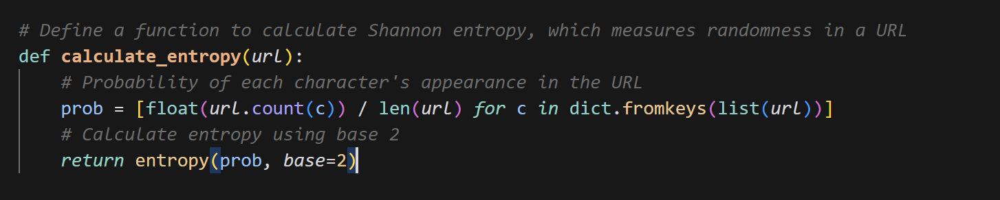 # Define a function to calculate Shannon entropy, which measures randomness in a URL
def calculate_entropy(url):
    # Probability of each character's appearance in the URL
    prob = [float(url.count(c)) / len(url) for c in dict.fromkeys(list(url))]
    # Calculate entropy using base 2
    return entropy(prob, base=2)